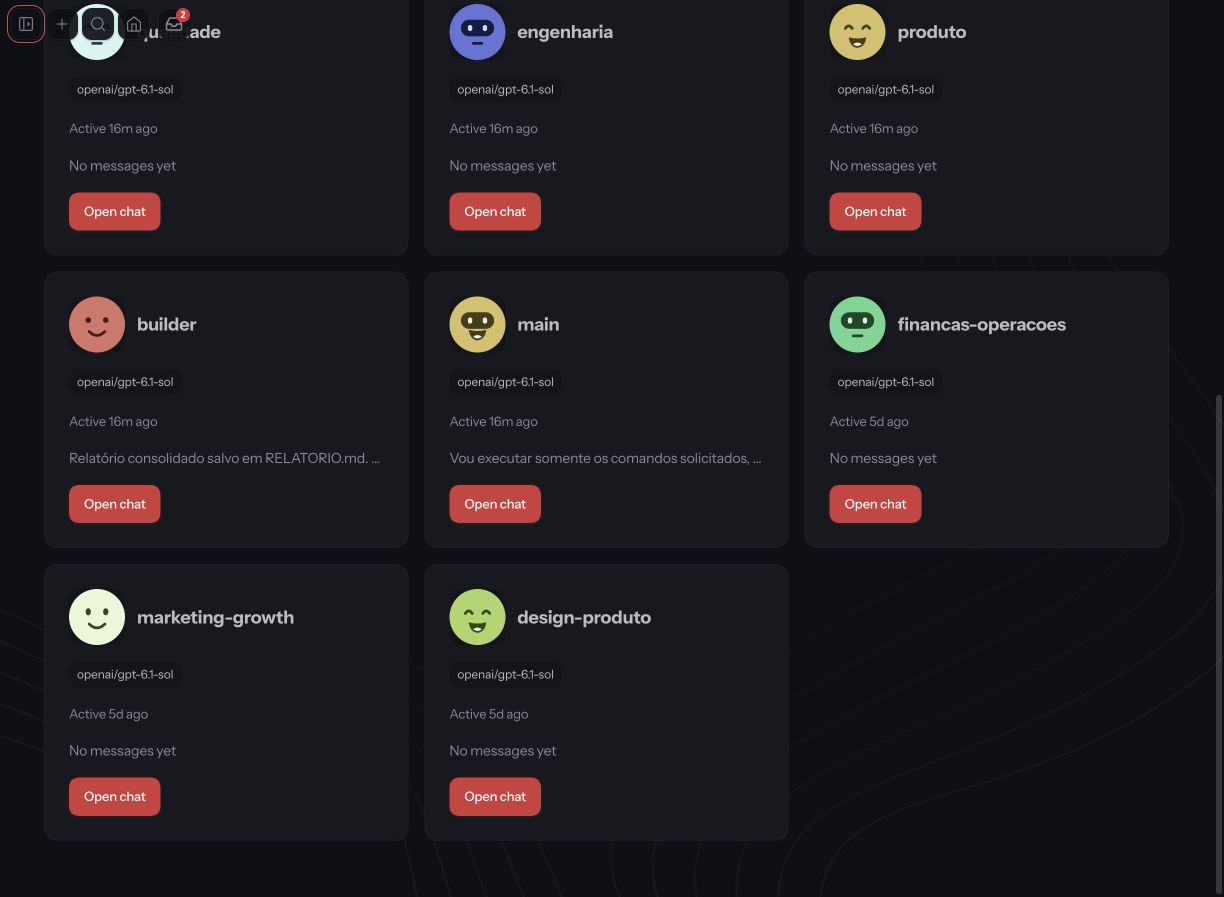 2
engenharia
produto
openai/gpt-6.1-sol
openai/gpt-6.1-sol
openai/gpt-6.1-sol
Active 16m ago
Active 16m ago
Active 16m ago
No messages yet
No messages yet
No messages yet
Open chat
Open chat
Open chat
builder
main
financas-operacoes
openai/gpt-6.1-sol
openai/gpt-6.1-sol
openai/gpt-6.1-sol
Active 16m ago
Active 16m ago
Active 5d ago
Relatório consolidado salvo em RELATORIO.md. ...
Vou executar somente os comandos solicitados, ...
No messages yet
Open chat
Open chat
Open chat
marketing-growth
design-produto
openai/gpt-6.1-sol
openai/gpt-6.1-sol
Active 5d ago
Active 5d ago
No messages yet
No messages yet
Open chat
Open chat